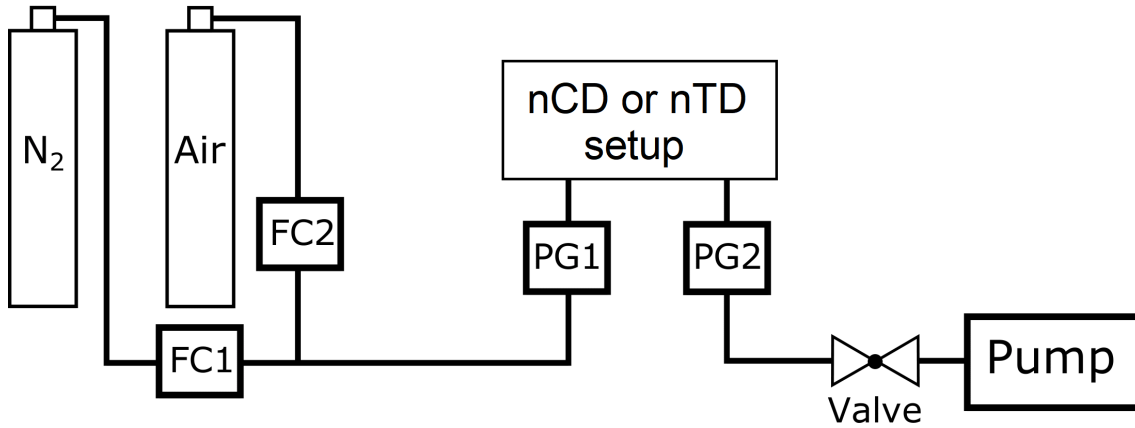 N₂
Air
FC2
FC1
nCD or nTD
setup
PG1
PG2
Valve
Pump